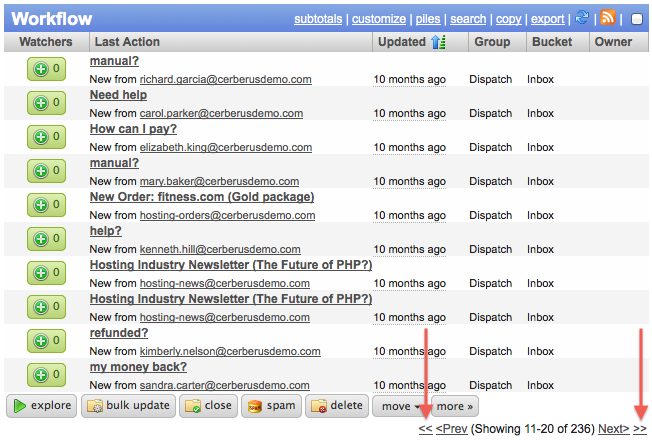 Workflow subtotals | customize | piles | search | copy | export | |
Watchers Last Action Updated Group Bucket Owner
manual?
0 New from richard.garcia@cerberusdemo.com 10 months ago Dispatch Inbox
Need help
0 New from carol.parker@cerberusdemo.com 10 months ago Dispatch Inbox
How can I pay?
0 New from elizabeth.king@cerberusdemo.com 10 months ago Dispatch Inbox
manual?
0 New from mary.baker@cerberusdemo.com 10 months ago Dispatch Inbox
New Order: fitness.com (Gold package)
0 New from hosting-orders@cerberusdemo.com 10 months ago Dispatch Inbox
help?
0 New from kenneth.hill@cerberusdemo.com 10 months ago Dispatch Inbox
Hosting Industry Newsletter (The Future of PHP?)
0 New from hosting-news@cerberusdemo.com 10 months ago Dispatch Inbox
Hosting Industry Newsletter (The Future of PHP?)
0 New from hosting-news@cerberusdemo.com 10 months ago Dispatch Inbox
refunded?
0 New from kimberly.nelson@cerberusdemo.com 10 months ago Dispatch Inbox
my money back?
0 New from sandra.carter@cerberusdemo.com 10 months ago Dispatch Inbox
explore bulk update close spam delete move more »
<< <Prev (Showing 11-20 of 236) Next> >>